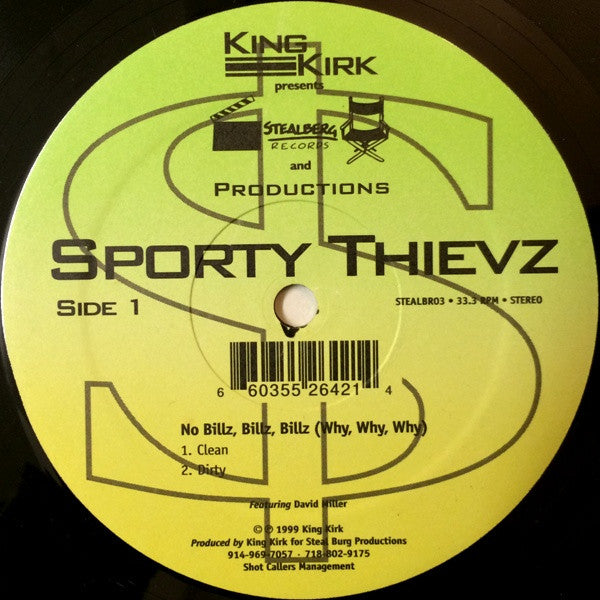 King
Kirk
presents
Stealberg
Records
and
Productions
Sporty Thievz
Side 1
STEALBR03 • 33.3 RPM • STEREO
6 60355 26421 4
No Billz, Billz, Billz (Why, Why, Why)
1. Clean
2. Dirty
Featuring David Miller
© ℗ 1999 King Kirk
Produced by King Kirk for Steal Burg Productions
914-969-7057 · 718-802-9175
Shot Callers Management